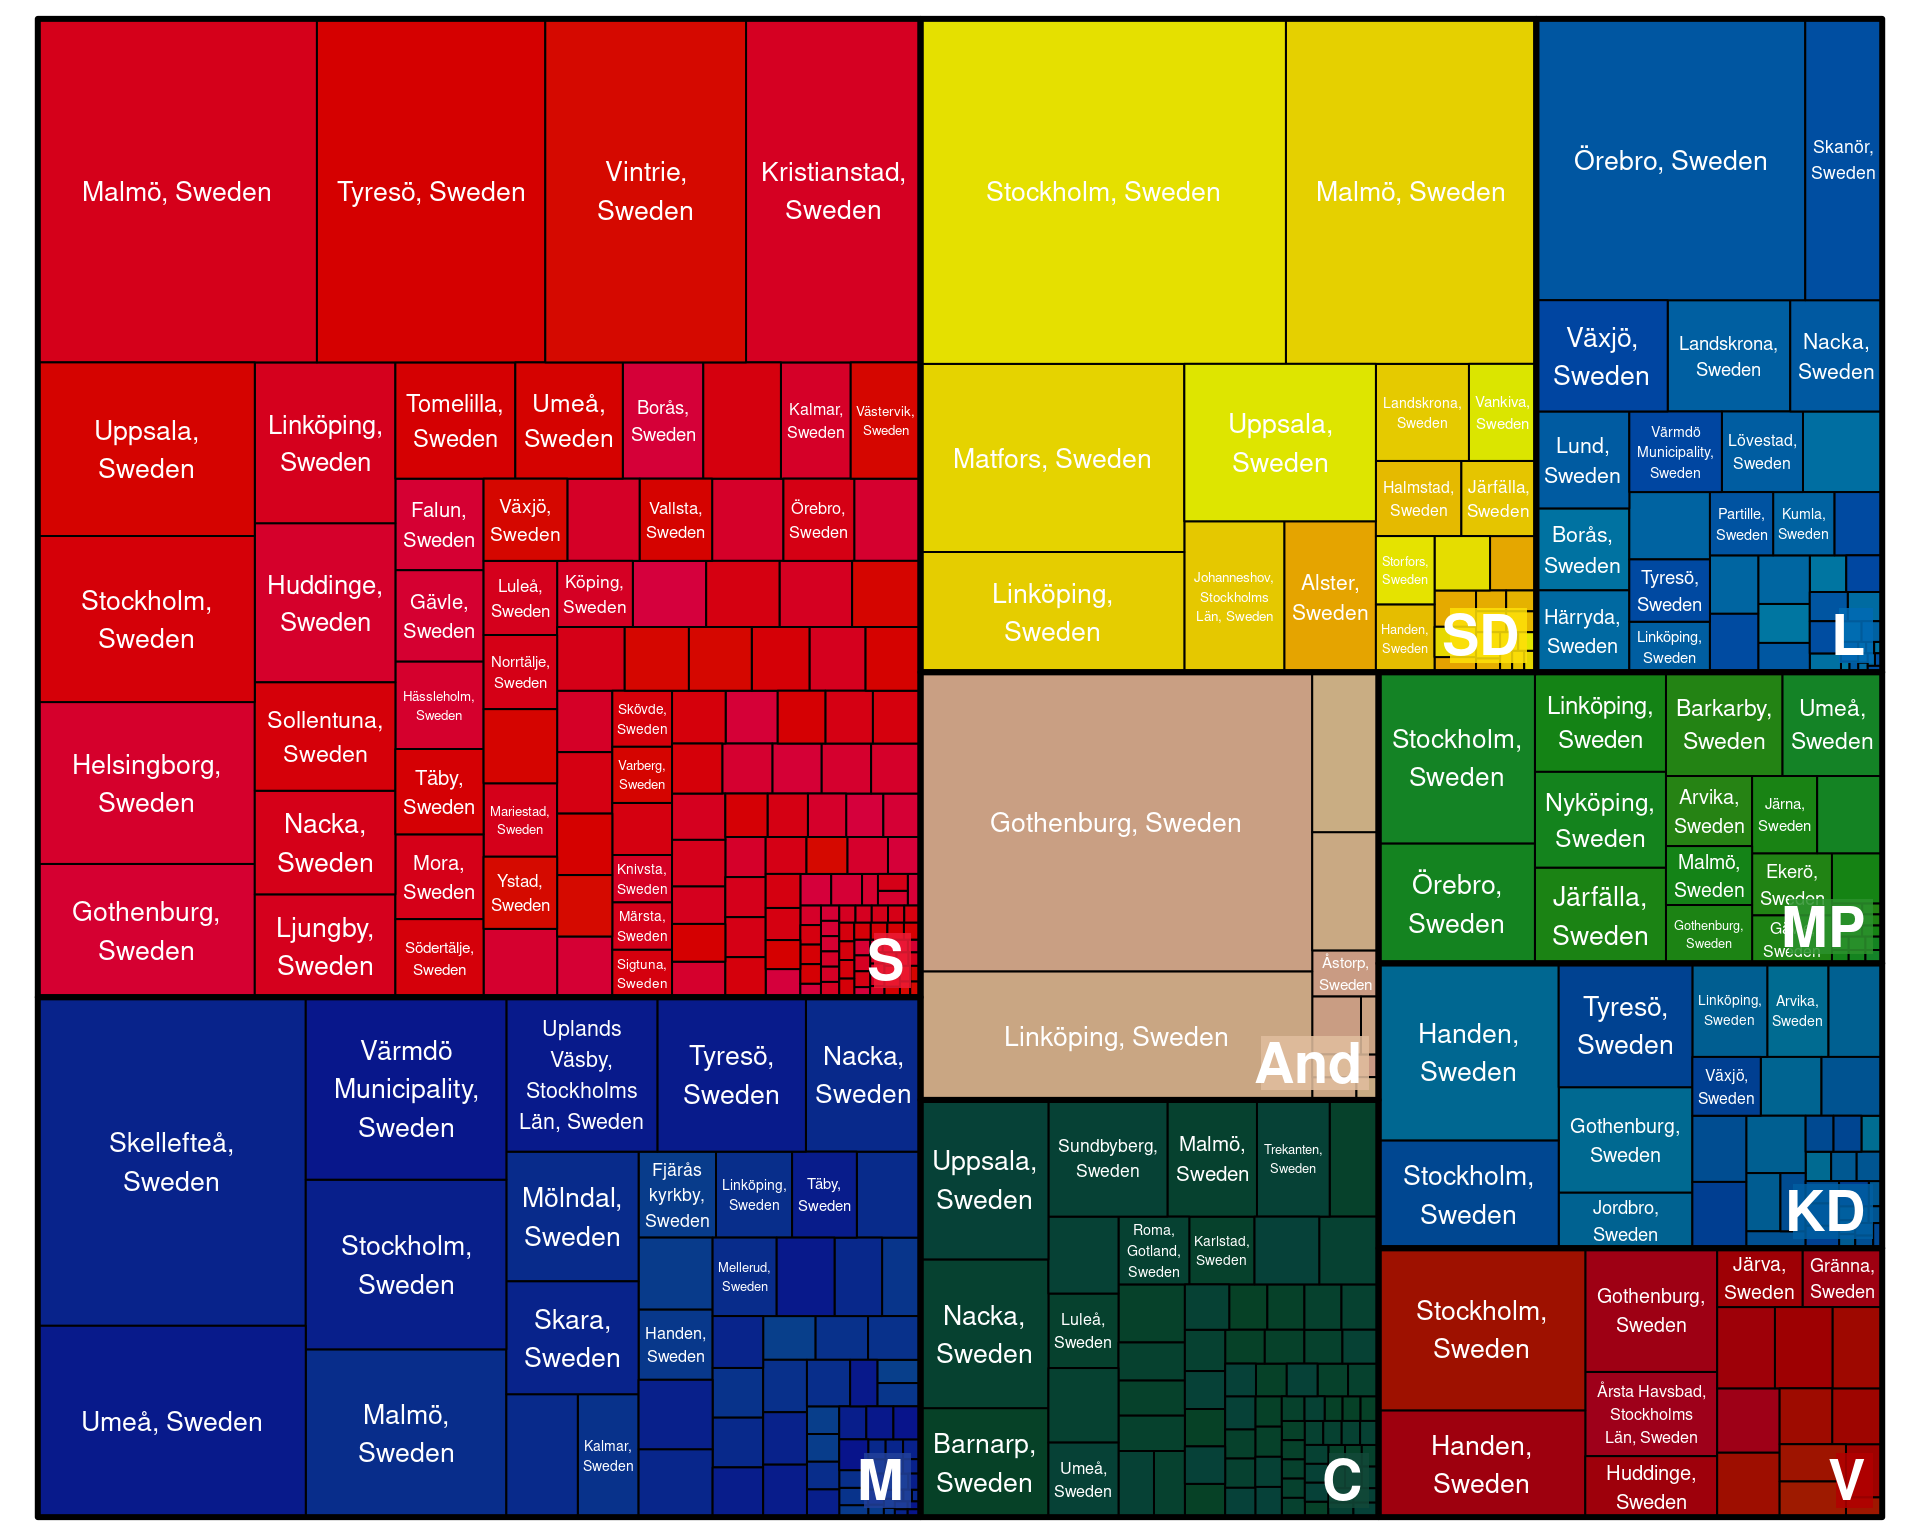 Malmö, Sweden
Tyresö, Sweden
Vintrie,
Sweden
Kristianstad,
Sweden
Uppsala,
Sweden
Stockholm,
Sweden
Helsingborg,
Sweden
Gothenburg,
Sweden
Linköping,
Sweden
Huddinge,
Sweden
Sollentuna,
Sweden
Nacka,
Sweden
Ljungby,
Sweden
Tomelilla,
Sweden
Umeå,
Sweden
Borås,
Sweden
Kalmar,
Sweden
Västervik,
Sweden
Falun,
Sweden
Gävle,
Sweden
Hässleholm,
Sweden
Täby,
Sweden
Mora,
Sweden
Södertälje,
Sweden
Växjö,
Sweden
Vallsta,
Sweden
Örebro,
Sweden
Luleå,
Sweden
Köping,
Sweden
Norrtälje,
Sweden
Mariestad,
Sweden
Ystad,
Sweden
Skövde,
Sweden
Varberg,
Sweden
Knivsta,
Sweden
Märsta,
Sweden
Sigtuna,
Sweden
S
Stockholm, Sweden
Malmö, Sweden
Matfors, Sweden
Linköping,
Sweden
Uppsala,
Sweden
Johanneshov,
Stockholms
Län, Sweden
Alster,
Sweden
Landskrona,
Sweden
Vankiva,
Sweden
Halmstad,
Sweden
Järfälla,
Sweden
Storfors,
Sweden
Handen,
Sweden
SD
Örebro, Sweden
Skanör,
Sweden
Växjö,
Sweden
Landskrona,
Sweden
Nacka,
Sweden
Lund,
Sweden
Värmdö
Municipality,
Sweden
Lövestad,
Sweden
Borås,
Sweden
Partille,
Sweden
Kumla,
Sweden
Tyresö,
Sweden
Härryda,
Sweden
Linköping,
Sweden
L
Gothenburg, Sweden
Linköping, Sweden
Åstorp,
Sweden
And
Stockholm,
Sweden
Örebro,
Sweden
Linköping,
Sweden
Nyköping,
Sweden
Järfälla,
Sweden
Barkarby,
Sweden
Umeå,
Sweden
Arvika,
Sweden
Järna,
Sweden
Malmö,
Sweden
Ekerö,
Sweden
Gothenburg,
Sweden
MP
Handen,
Sweden
Stockholm,
Sweden
Tyresö,
Sweden
Gothenburg,
Sweden
Jordbro,
Sweden
Linköping,
Sweden
Arvika,
Sweden
Växjö,
Sweden
KD
Skellefteå,
Sweden
Umeå, Sweden
Värmdö
Municipality,
Sweden
Stockholm,
Sweden
Malmö,
Sweden
Uplands
Väsby,
Stockholms
Län, Sweden
Tyresö,
Sweden
Nacka,
Sweden
Mölndal,
Sweden
Skara,
Sweden
Kalmar,
Sweden
Fjärås
kyrkby,
Sweden
Linköping,
Sweden
Täby,
Sweden
Mellerud,
Sweden
Handen,
Sweden
M
Uppsala,
Sweden
Nacka,
Sweden
Barnarp,
Sweden
Sundbyberg,
Sweden
Malmö,
Sweden
Trekanten,
Sweden
Roma,
Gotland,
Sweden
Karlstad,
Sweden
Luleå,
Sweden
Umeå,
Sweden
C
Stockholm,
Sweden
Handen,
Sweden
Gothenburg,
Sweden
Årsta Havsbad,
Stockholms
Län, Sweden
Huddinge,
Sweden
Järva,
Sweden
Gränna,
Sweden
V